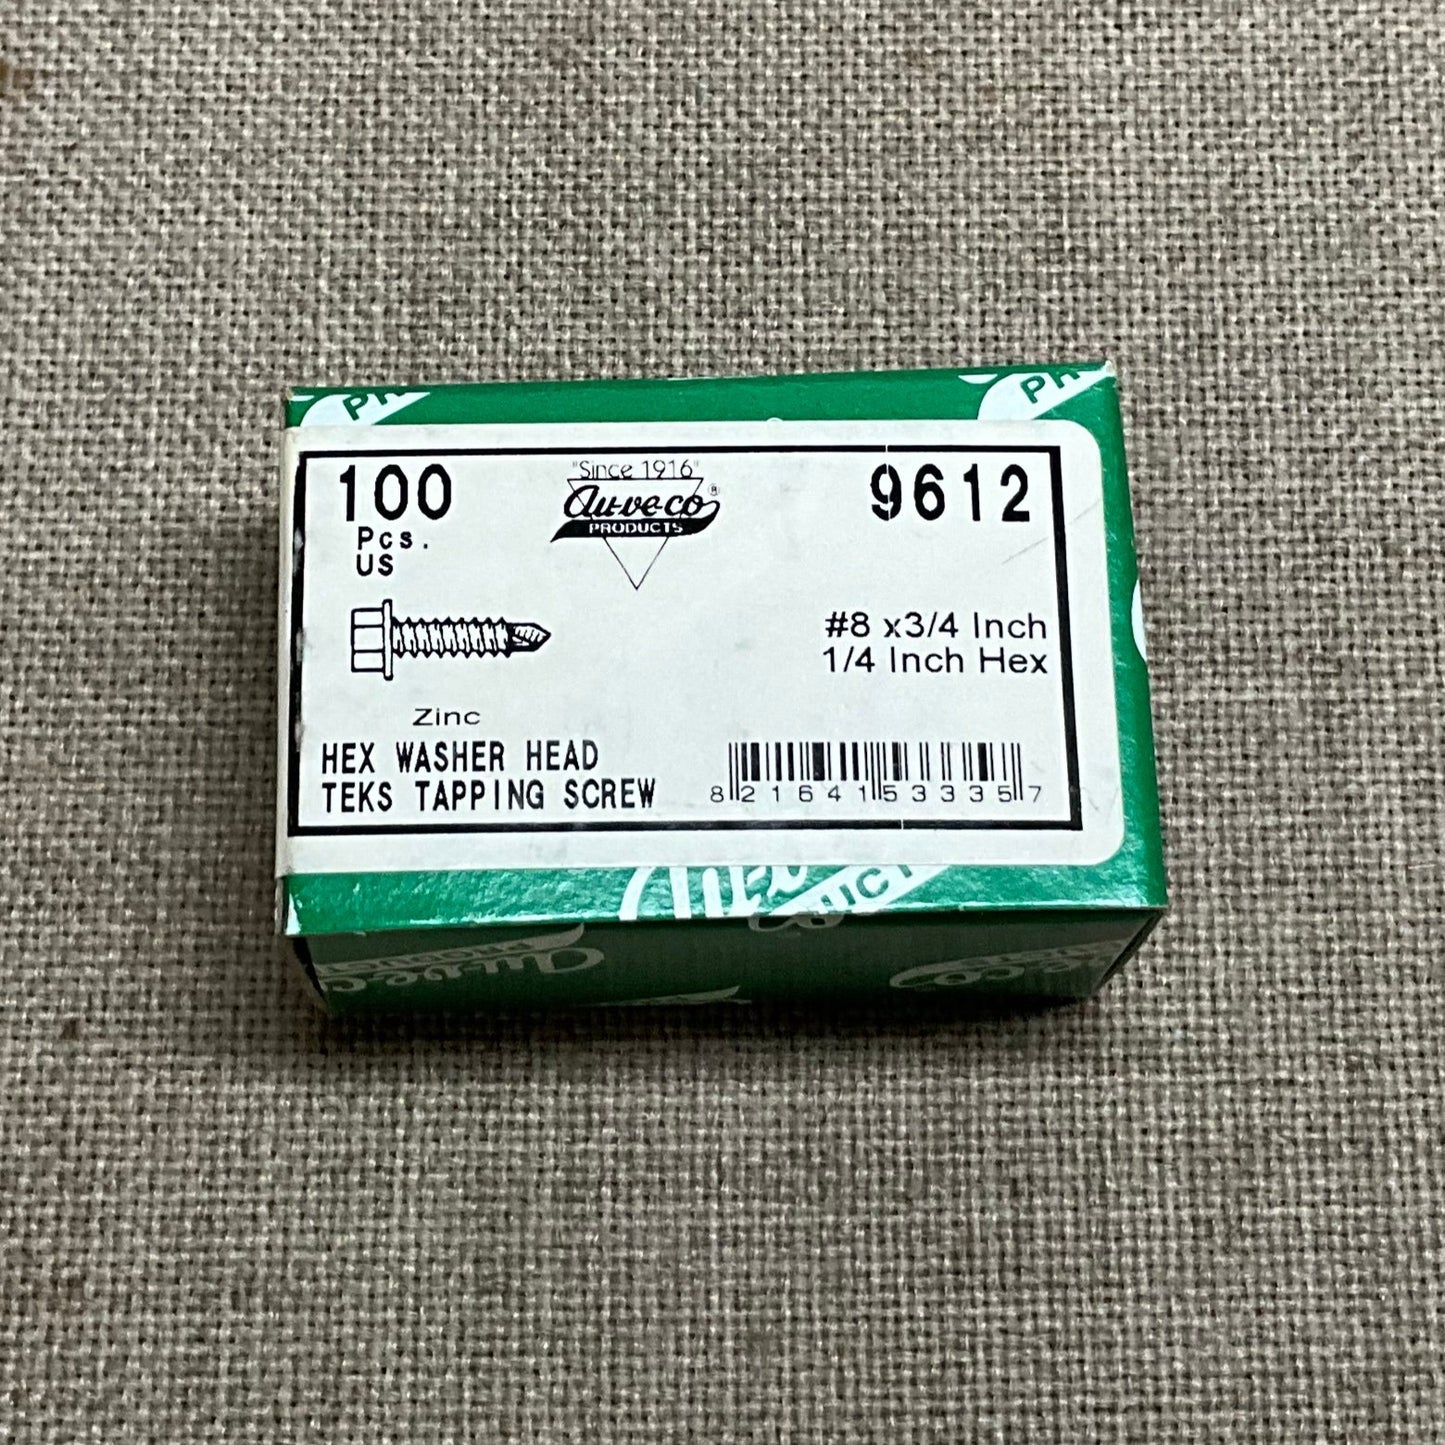 100
Pcs.
US
"Since 1916"
Au-ve-co®
PRODUCTS
9612
#8 x3/4 Inch
1/4 Inch Hex
Zinc
HEX WASHER HEAD
TEKS TAPPING SCREW
8 21641 53335 7